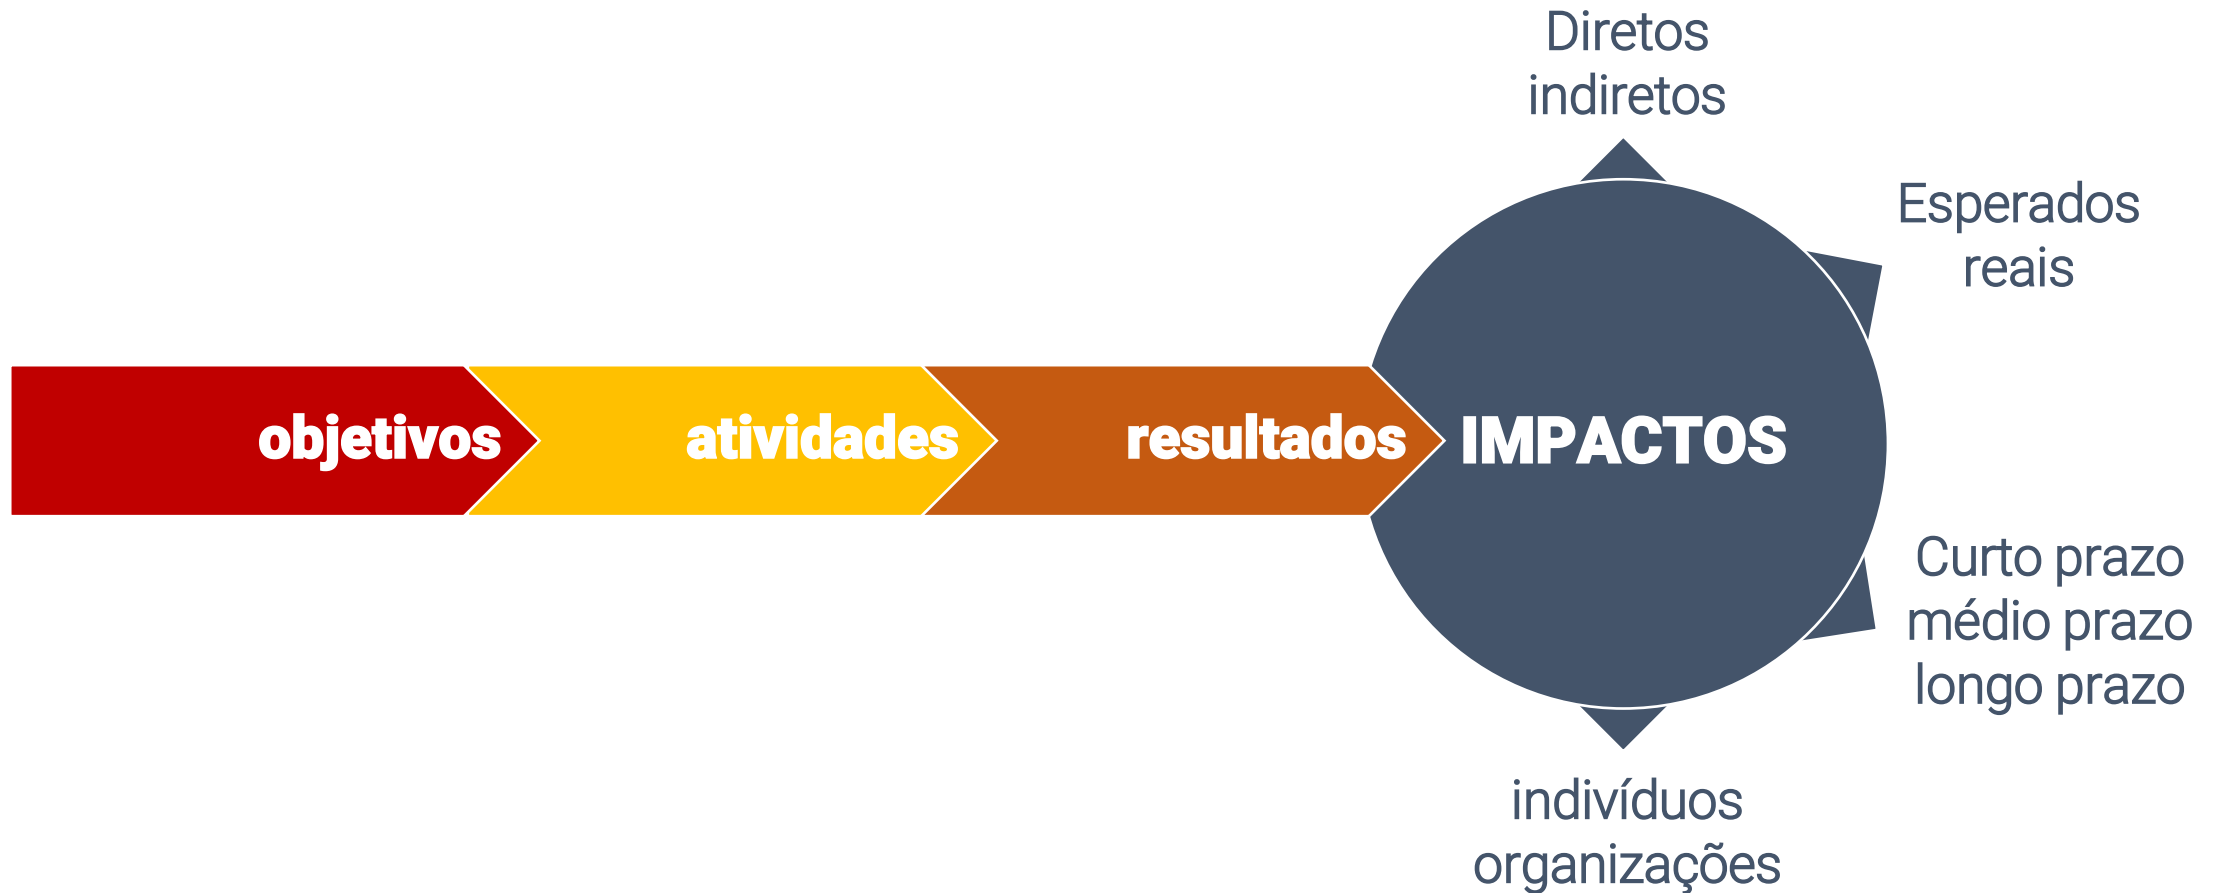 Diretos
indiretos
Esperados
reais
objetivos
atividades
resultados
IMPACTOS
Curto prazo
médio prazo
longo prazo
indivíduos
organizações